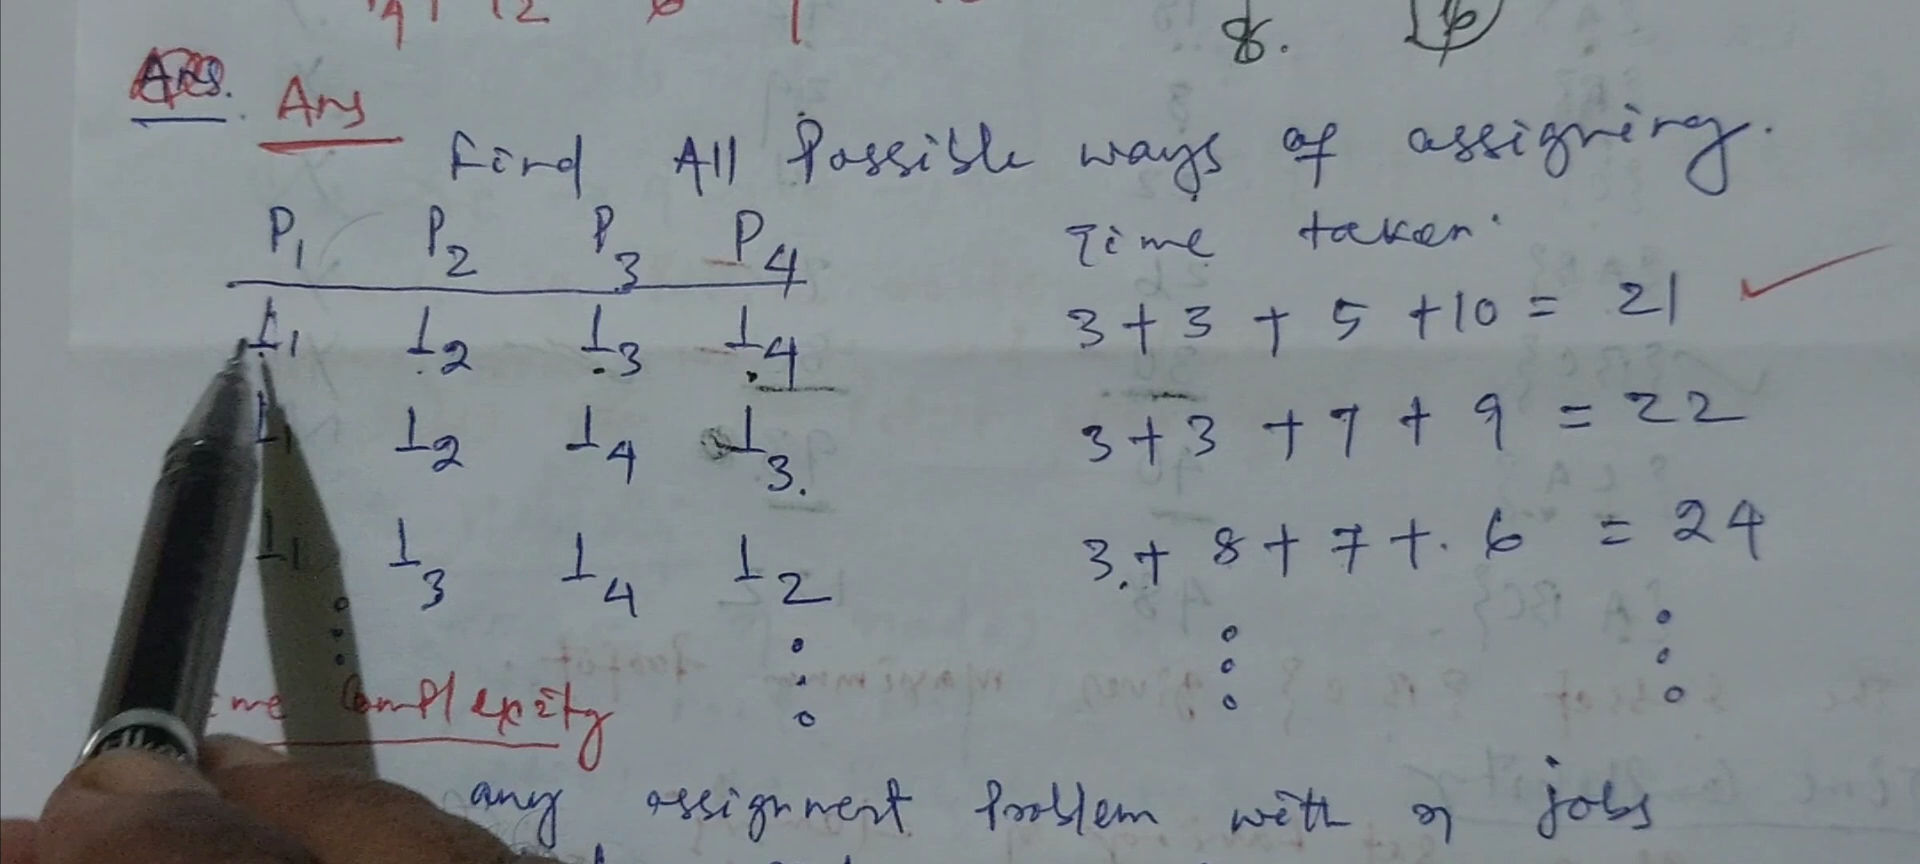 Ans.
Ans
Find All Possible ways of assigning.
P1 P2 P3 P4 Time taken
J1 J2 J3 J4 3 + 3 + 5 + 10 = 21 ✓
J1 J2 J4 J3. 3 + 3 + 7 + 9 = 22
J1 J3 J4 J2 3. + 8 + 7 + . 6 = 24
Complexity
any assignment Problem with n jobs